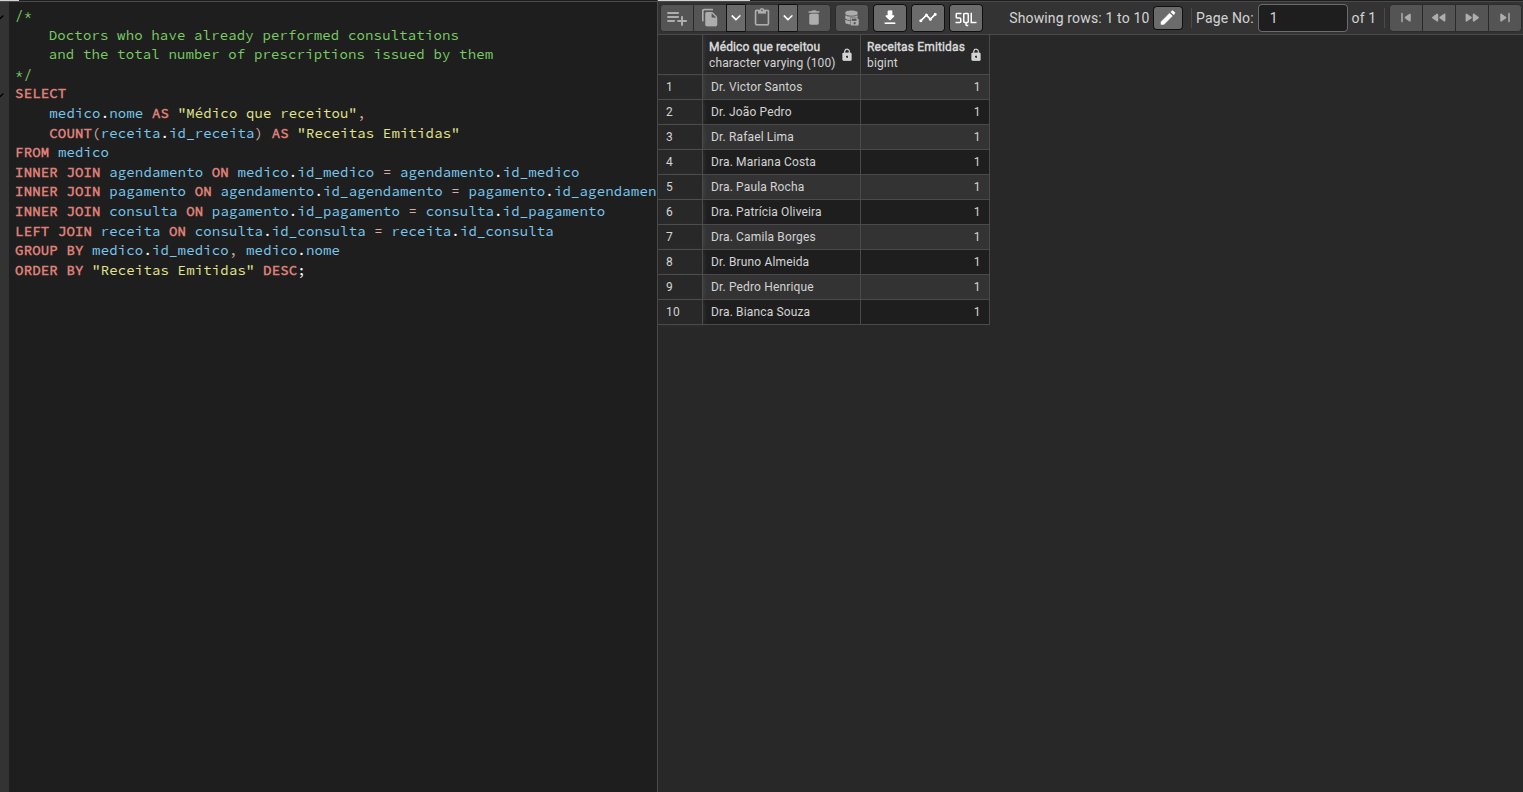 /*
Doctors who have already performed consultations
and the total number of prescriptions issued by them
*/
SELECT
medico.nome AS "Médico que receitou",
COUNT(receita.id_receita) AS "Receitas Emitidas"
FROM medico
INNER JOIN agendamento ON medico.id_medico = agendamento.id_medico
INNER JOIN pagamento ON agendamento.id_agendamento = pagamento.id_agendamen
INNER JOIN consulta ON pagamento.id_pagamento = consulta.id_pagamento
LEFT JOIN receita ON consulta.id_consulta = receita.id_consulta
GROUP BY medico.id_medico, medico.nome
ORDER BY "Receitas Emitidas" DESC;
SQL Showing rows: 1 to 10 Page No: 1 of 1
Médico que receitou Receitas Emitidas
character varying (100) bigint
1 Dr. Victor Santos 1
2 Dr. João Pedro 1
3 Dr. Rafael Lima 1
4 Dra. Mariana Costa 1
5 Dra. Paula Rocha 1
6 Dra. Patrícia Oliveira 1
7 Dra. Camila Borges 1
8 Dr. Bruno Almeida 1
9 Dr. Pedro Henrique 1
10 Dra. Bianca Souza 1